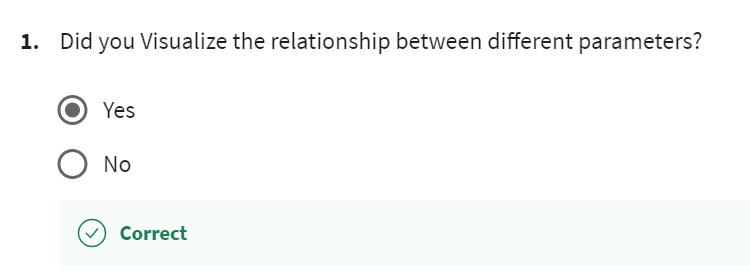 1. Did you Visualize the relationship between different parameters?
Yes
No
Correct